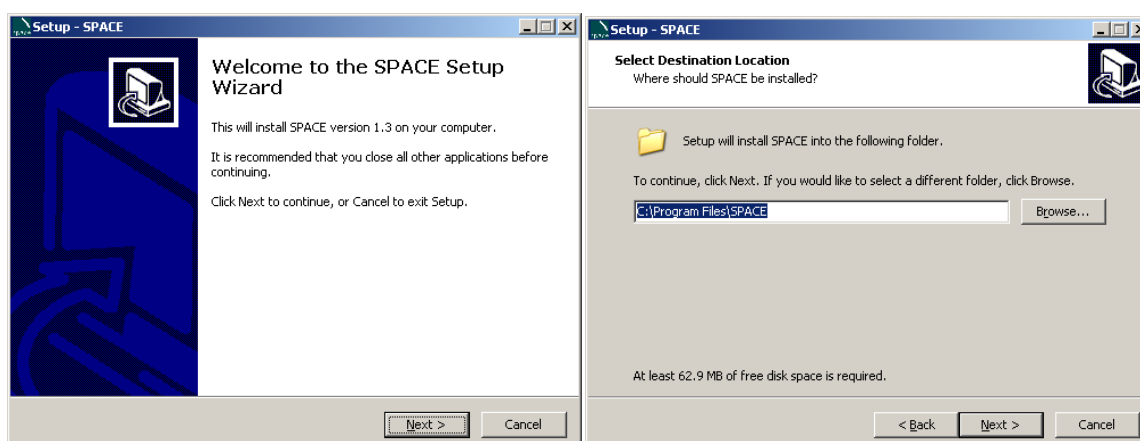 Setup - SPACE
Welcome to the SPACE Setup
Wizard
This will install SPACE version 1.3 on your computer.
It is recommended that you close all other applications before
continuing.
Click Next to continue, or Cancel to exit Setup.
Next >
Cancel
Setup - SPACE
Select Destination Location
Where should SPACE be installed?
Setup will install SPACE into the following folder.
To continue, click Next. If you would like to select a different folder, click Browse.
C:\Program Files\SPACE
Browse...
At least 62.9 MB of free disk space is required.
< Back
Next >
Cancel